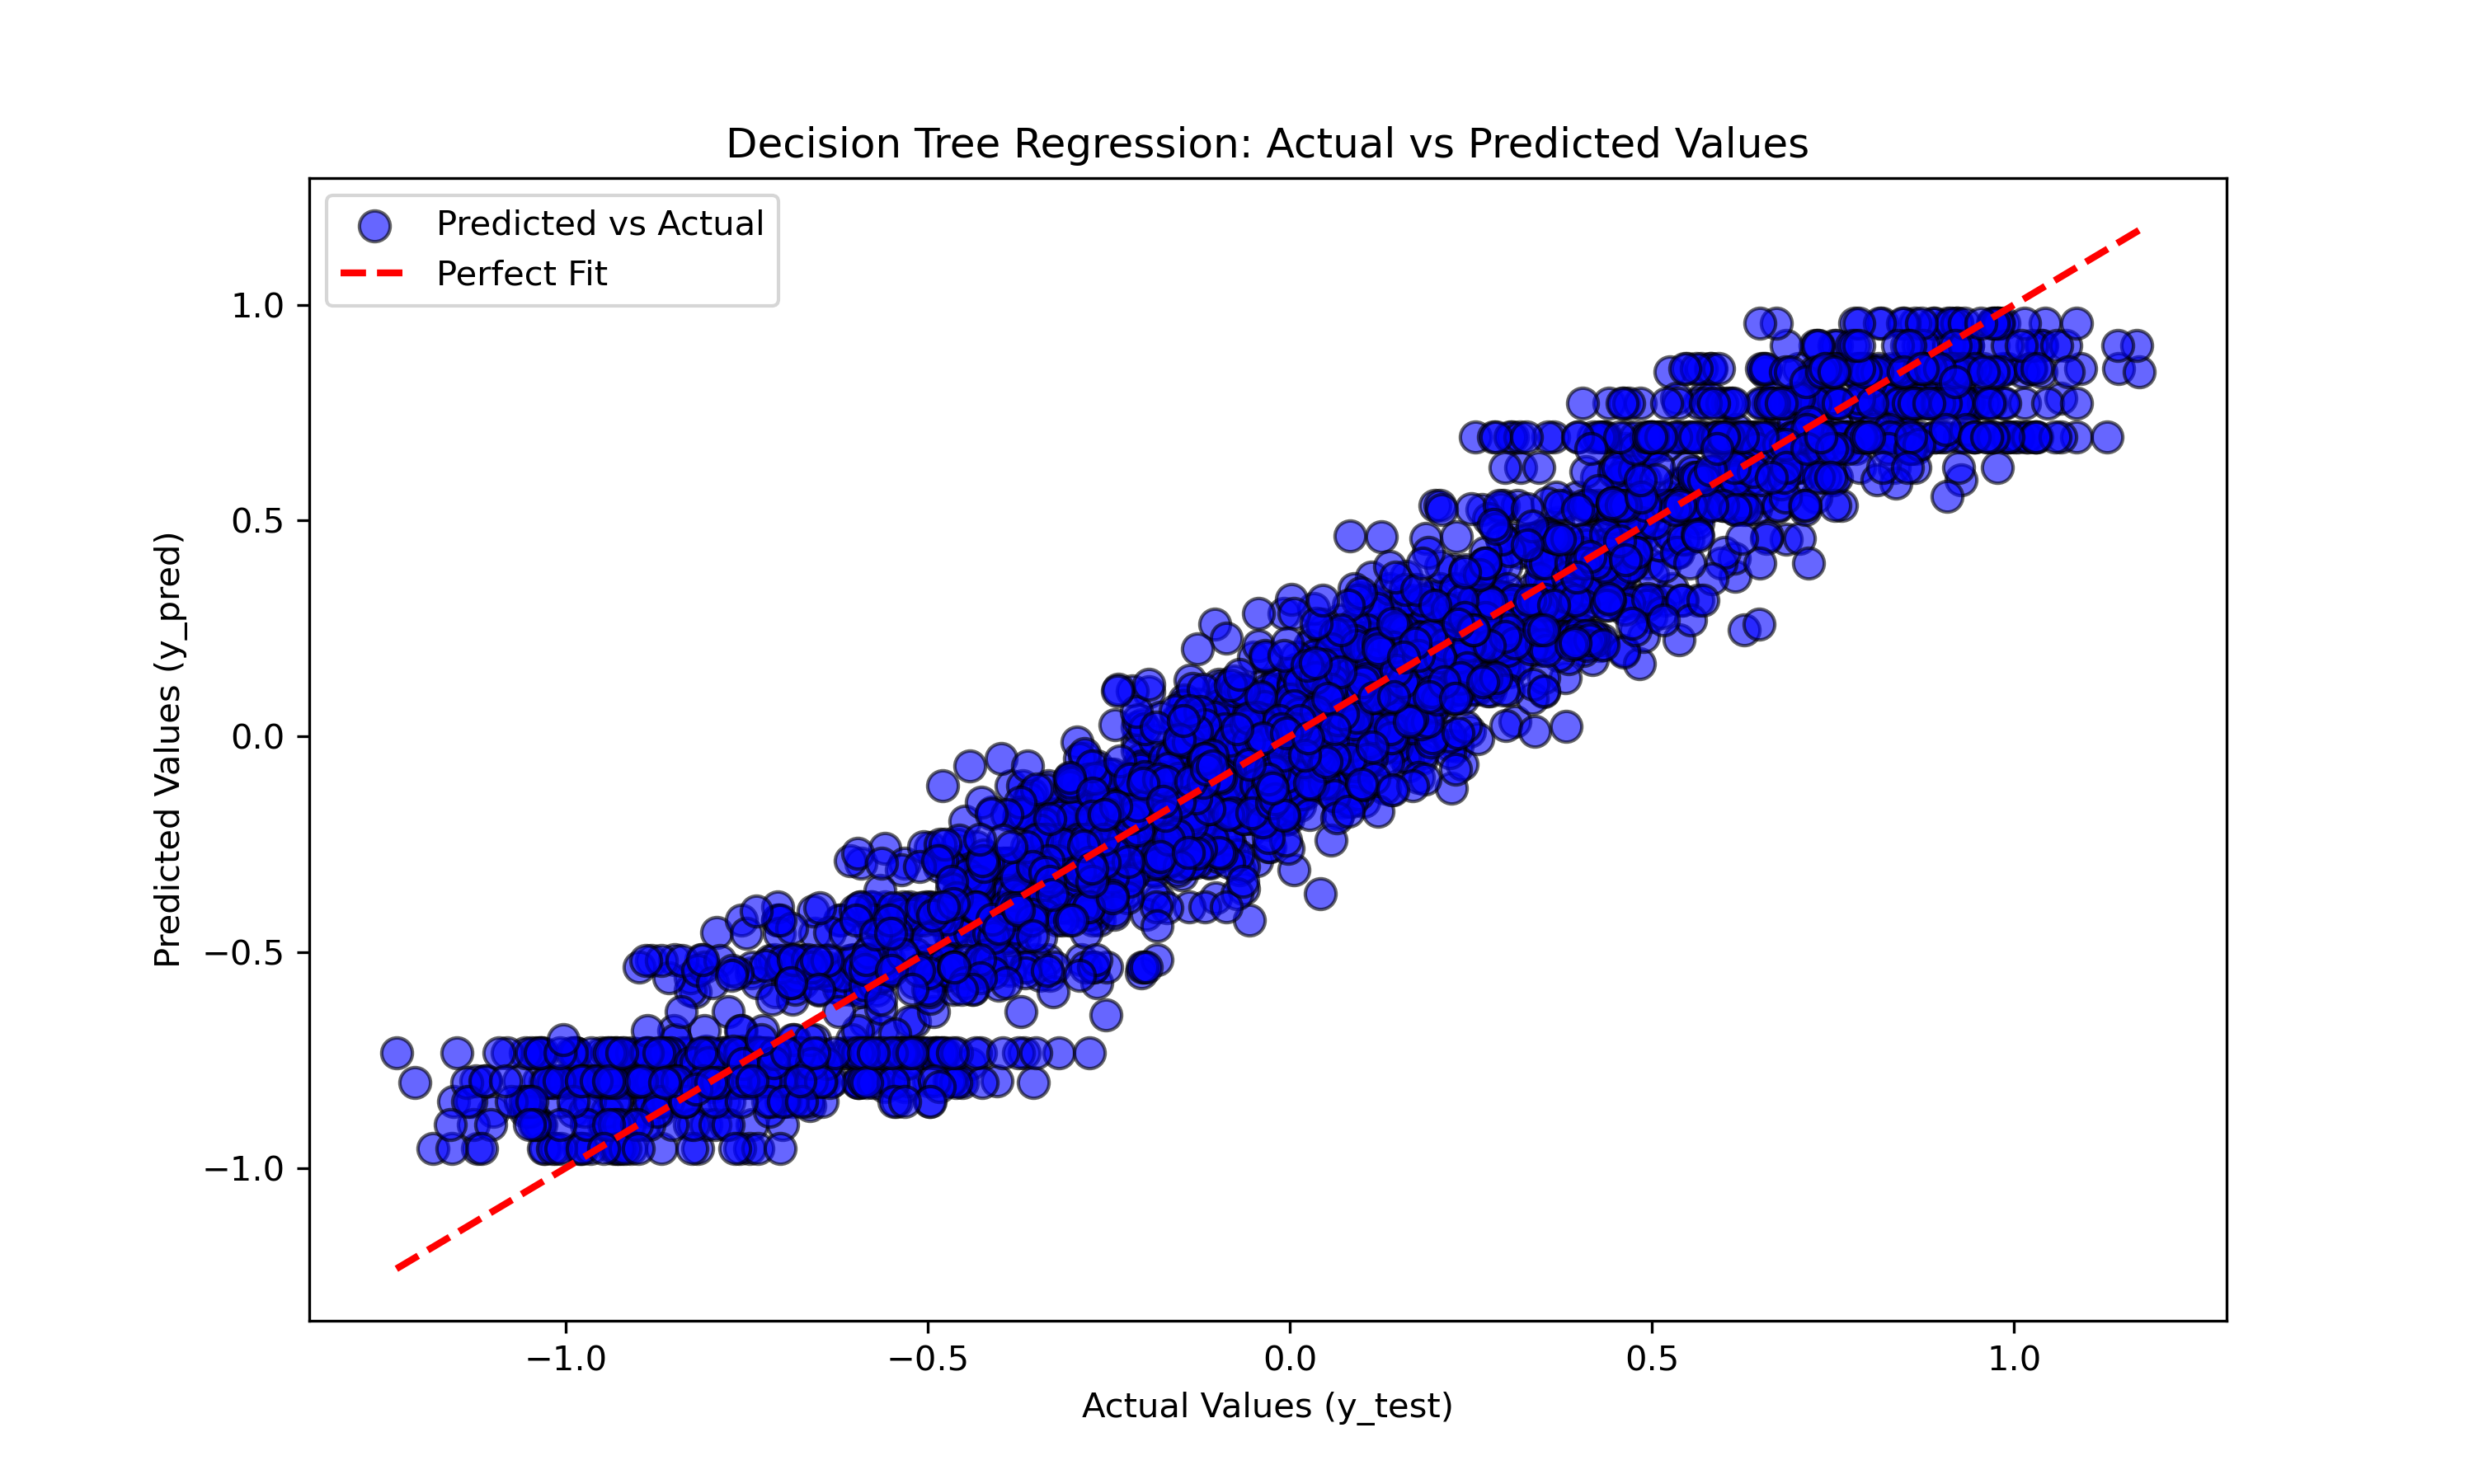 Decision Tree Regression: Actual vs Predicted Values
Predicted vs Actual
Perfect Fit
1.0
0.5
0.0
−0.5
−1.0
Predicted Values (y_pred)
−1.0
−0.5
0.0
0.5
1.0
Actual Values (y_test)